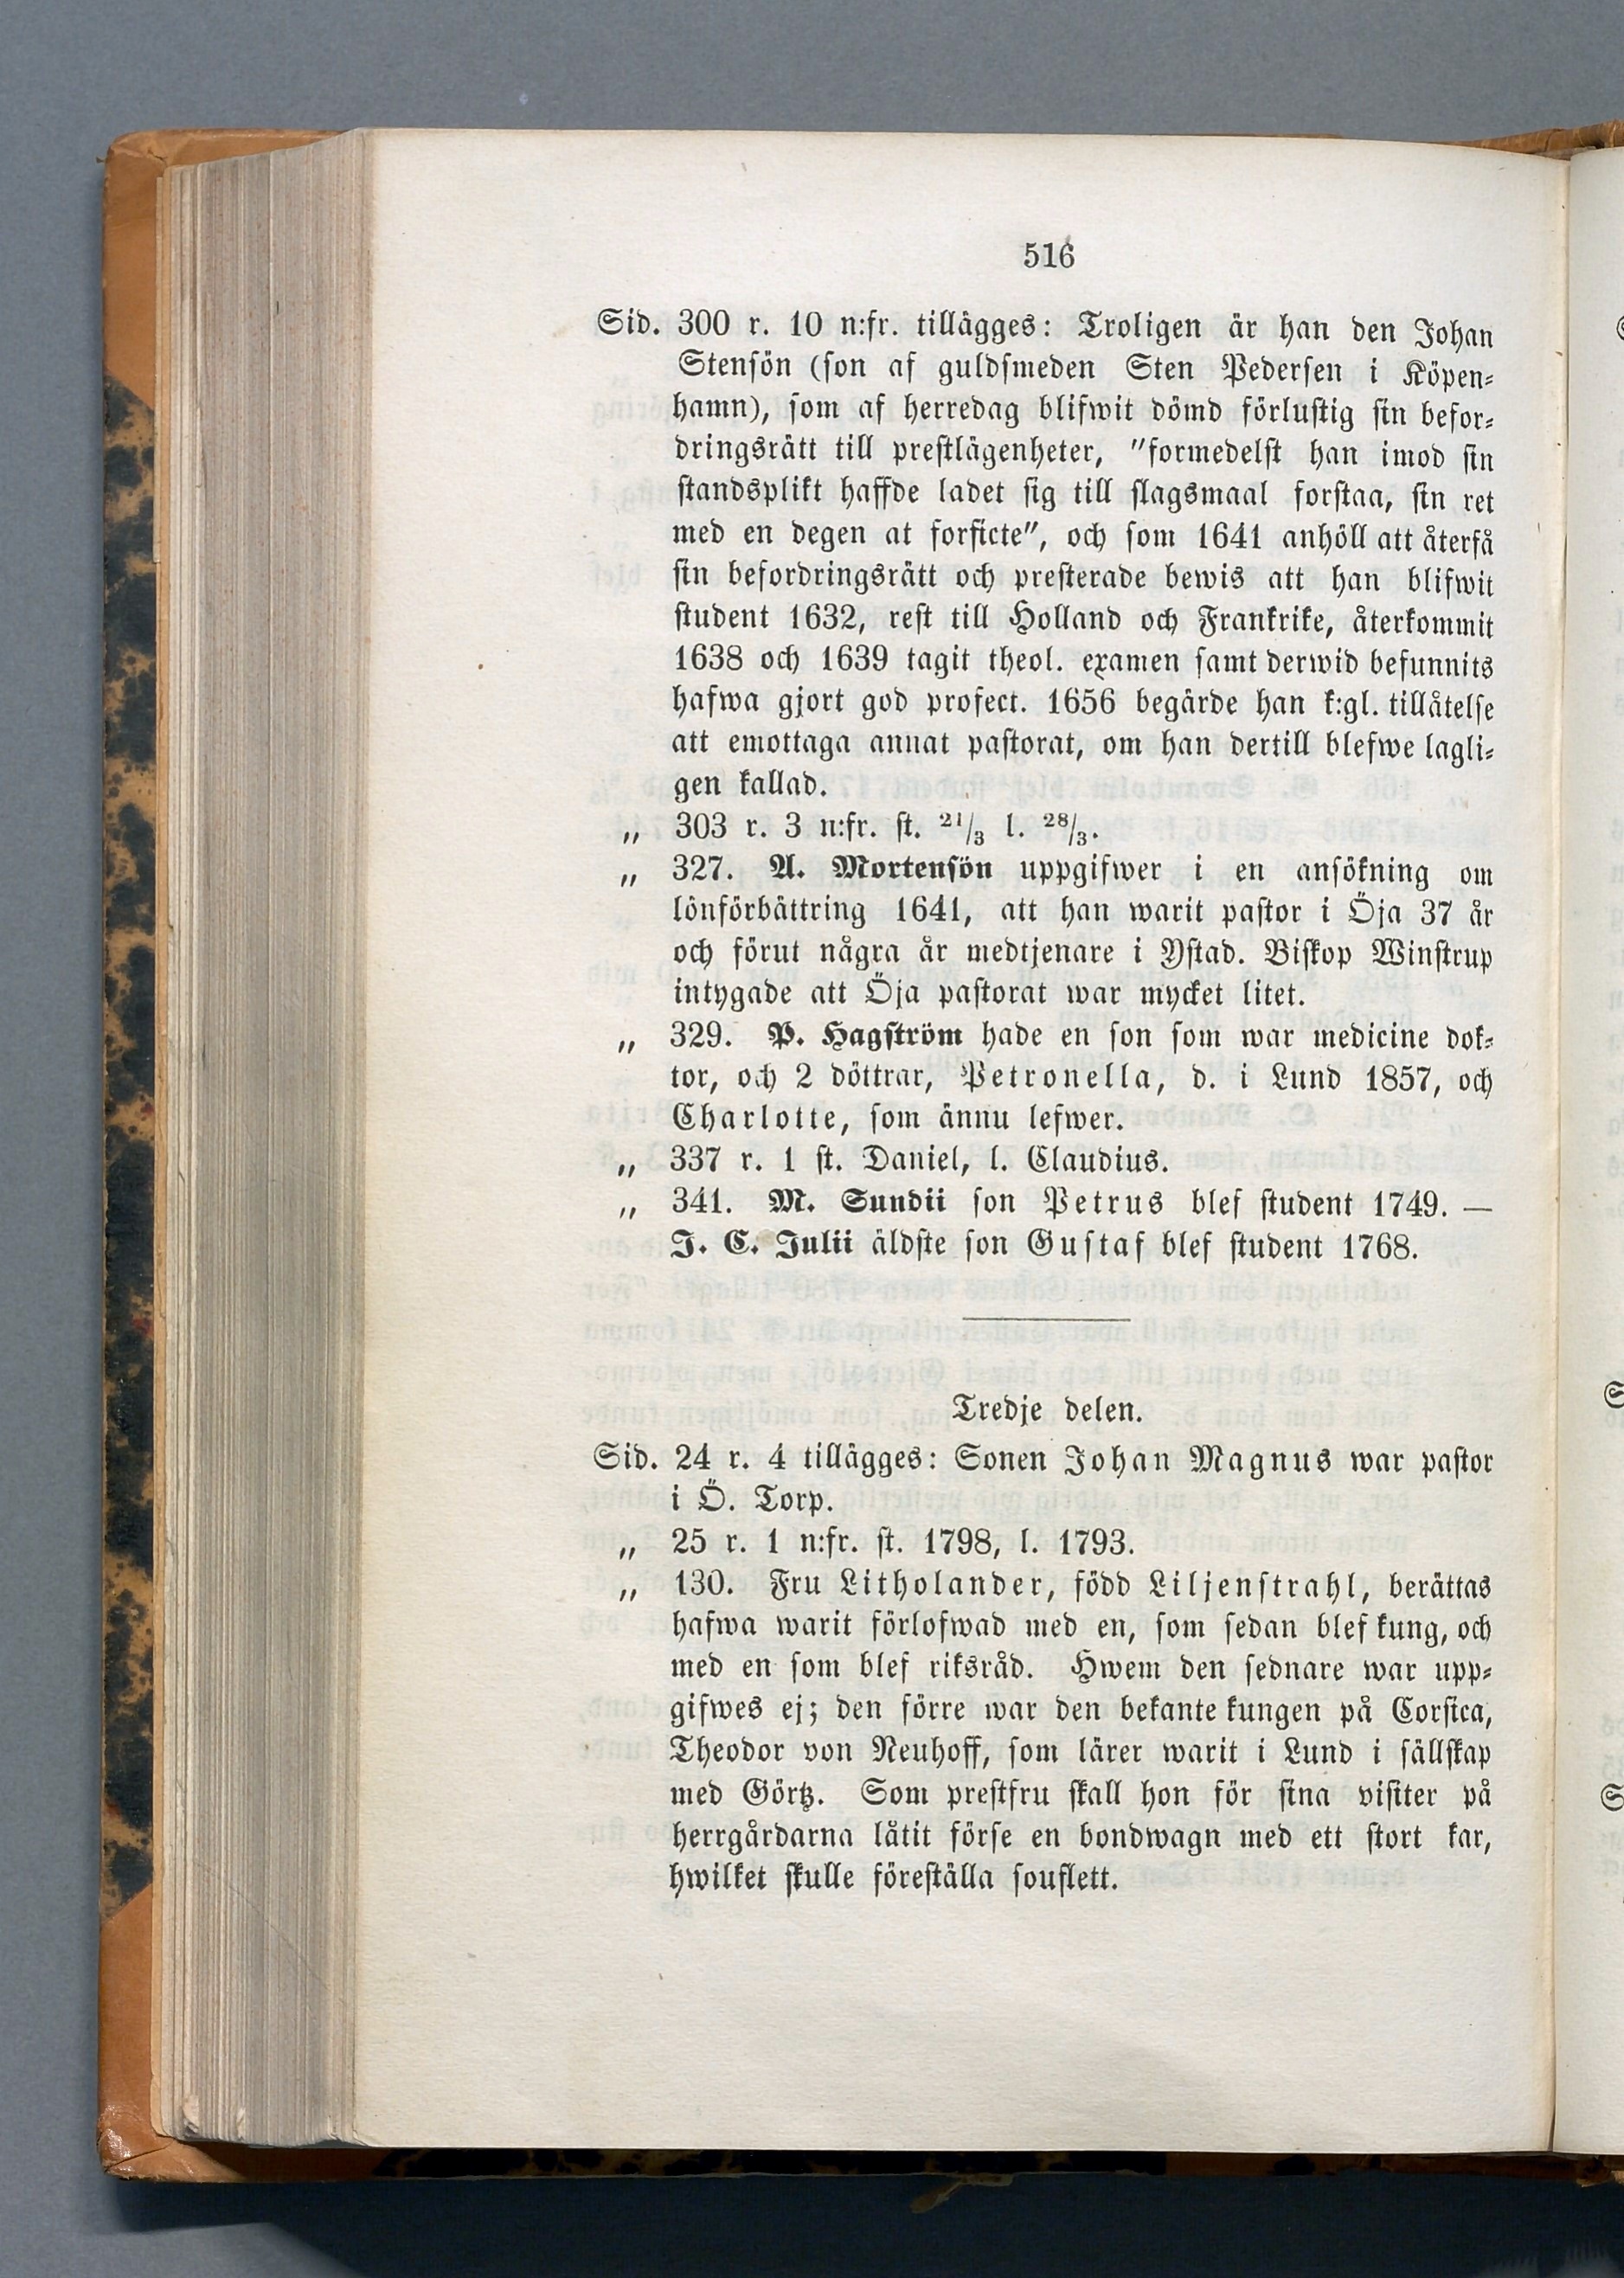 516
Sid. 300 r. 10 n:fr. tillägges: Troligen är han den Johan
Stensön (son af guldsmeden Sten Pedersen i Köpen-
hamn), som af herredag blifwit dömd förlustig sin befor-
dringsrätt till prestlägenheter, "formedelst han imod sin
standsplikt haffde ladet sig till slagsmaal forstaa, sin ret
med en degen at forficte", och som 1641 anhöll att återfå
sin befordringsrätt och presterade bewis att han blifwit
student 1632, rest till Holland och Frankrike, återkommit
1638 och 1639 tagit theol. examen samt derwid befunnits
hafwa gjort god profect. 1656 begärde han k:gl. tillåtelse
att emottaga annat pastorat, om han dertill blefwe lagli-
gen kallad.
„ 303 r. 3 n:fr. st. 21/3 l. 28/3.
„ 327. A. Mortensön uppgifwer i en ansökning om
lönförbättring 1641, att han warit pastor i Öja 37 år
och förut några år medtjenare i Ystad. Biskop Winstrup
intygade att Öja pastorat war mycket litet.
„ 329. P. Hagström hade en son som war medicine dok-
tor, och 2 döttrar, Petronella, d. i Lund 1857, och
Charlotte, som ännu lefwer.
„ 337 r. 1 st. Daniel, l. Claudius.
„ 341. M. Sundii son Petrus blef student 1749. —
J. C. Julii äldste son Gustaf blef student 1768.
Tredje delen.
Sid. 24 r. 4 tillägges: Sonen Johan Magnus war pastor
i Ö. Torp.
„ 25 r. 1 n:fr. st. 1798, l. 1793.
„ 130. Fru Litholander, född Liljenstrahl, berättas
hafwa warit förlofwad med en, som sedan blef kung, och
med en som blef riksråd. Hwem den sednare war upp-
gifwes ej; den förre war den bekante kungen på Corsica,
Theodor von Neuhoff, som lärer warit i Lund i sällskap
med Görtz. Som prestfru skall hon för sina visiter på
herrgårdarna låtit förse en bondwagn med ett stort kar,
hwilket skulle föreställa souflett.